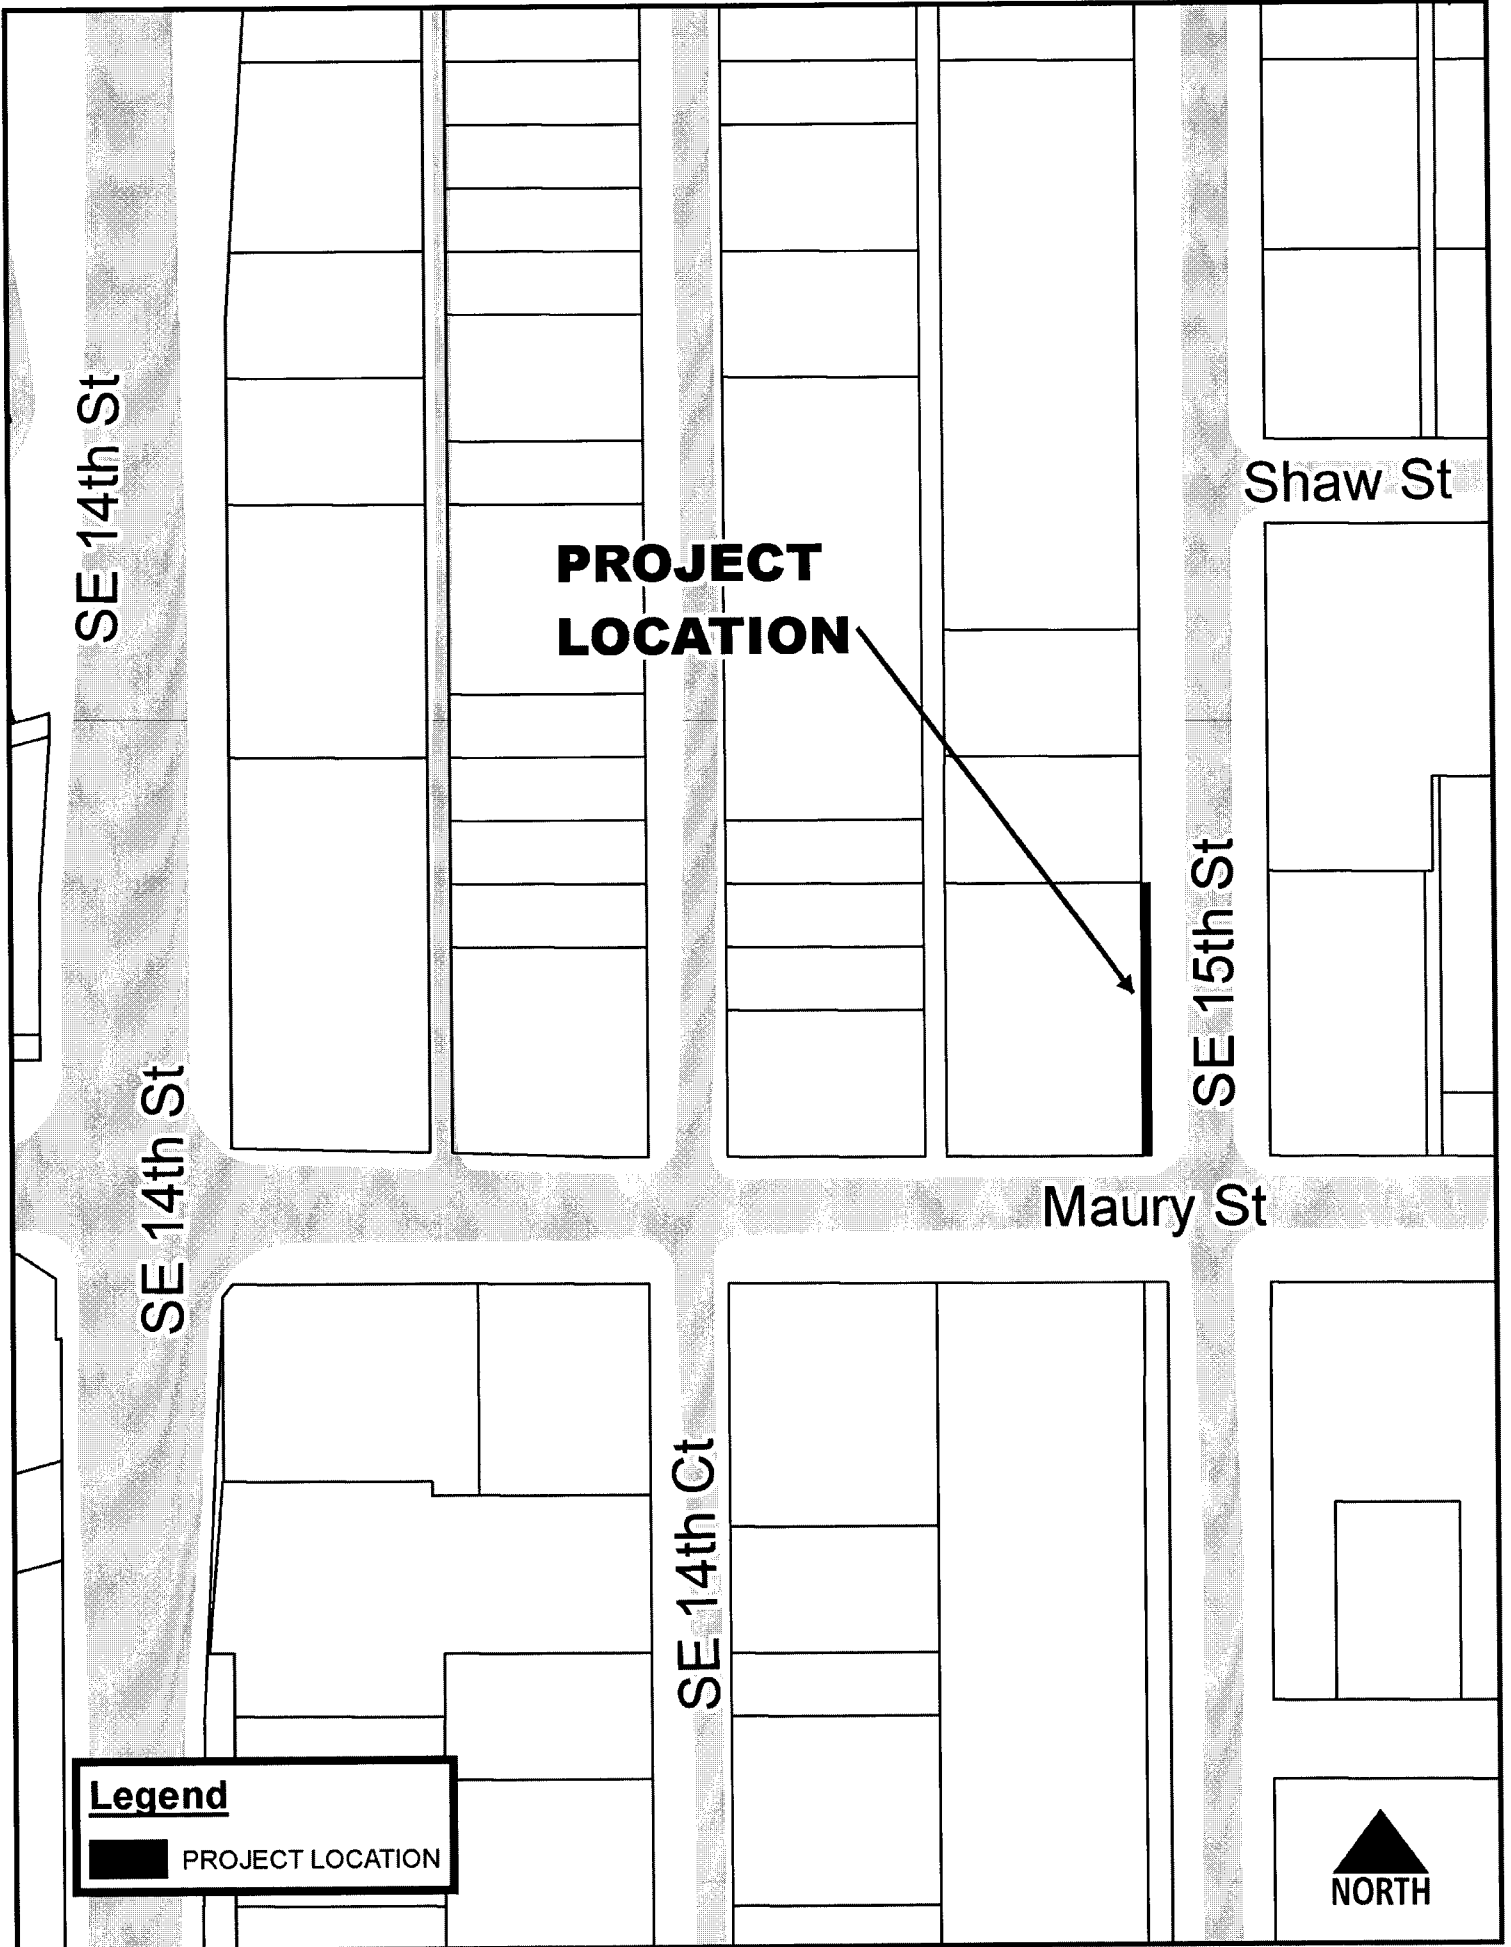 SE 14th St
Shaw St
PROJECT
LOCATION
SE 15th St
SE 14th St
Maury St
SE 14th Ct
Legend
PROJECT LOCATION
NORTH